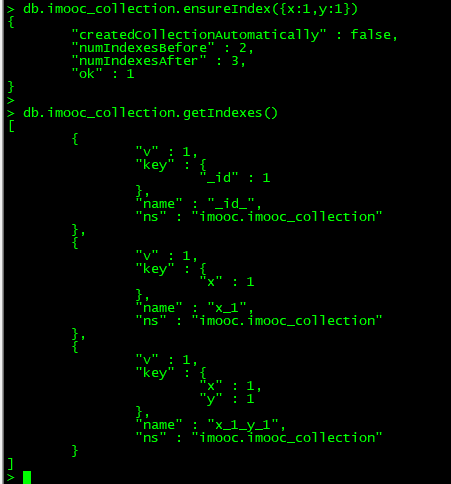 > db.imooc_collection.ensureIndex({x:1,y:1})
{
        "createdCollectionAutomatically" : false,
        "numIndexesBefore" : 2,
        "numIndexesAfter" : 3,
        "ok" : 1
}
>
> db.imooc_collection.getIndexes()
[
        {
                "v" : 1,
                "key" : {
                        "_id" : 1
                },
                "name" : "_id_",
                "ns" : "imooc.imooc_collection"
        },
        {
                "v" : 1,
                "key" : {
                        "x" : 1
                },
                "name" : "x_1",
                "ns" : "imooc.imooc_collection"
        },
        {
                "v" : 1,
                "key" : {
                        "x" : 1,
                        "y" : 1
                },
                "name" : "x_1_y_1",
                "ns" : "imooc.imooc_collection"
        }
]
>